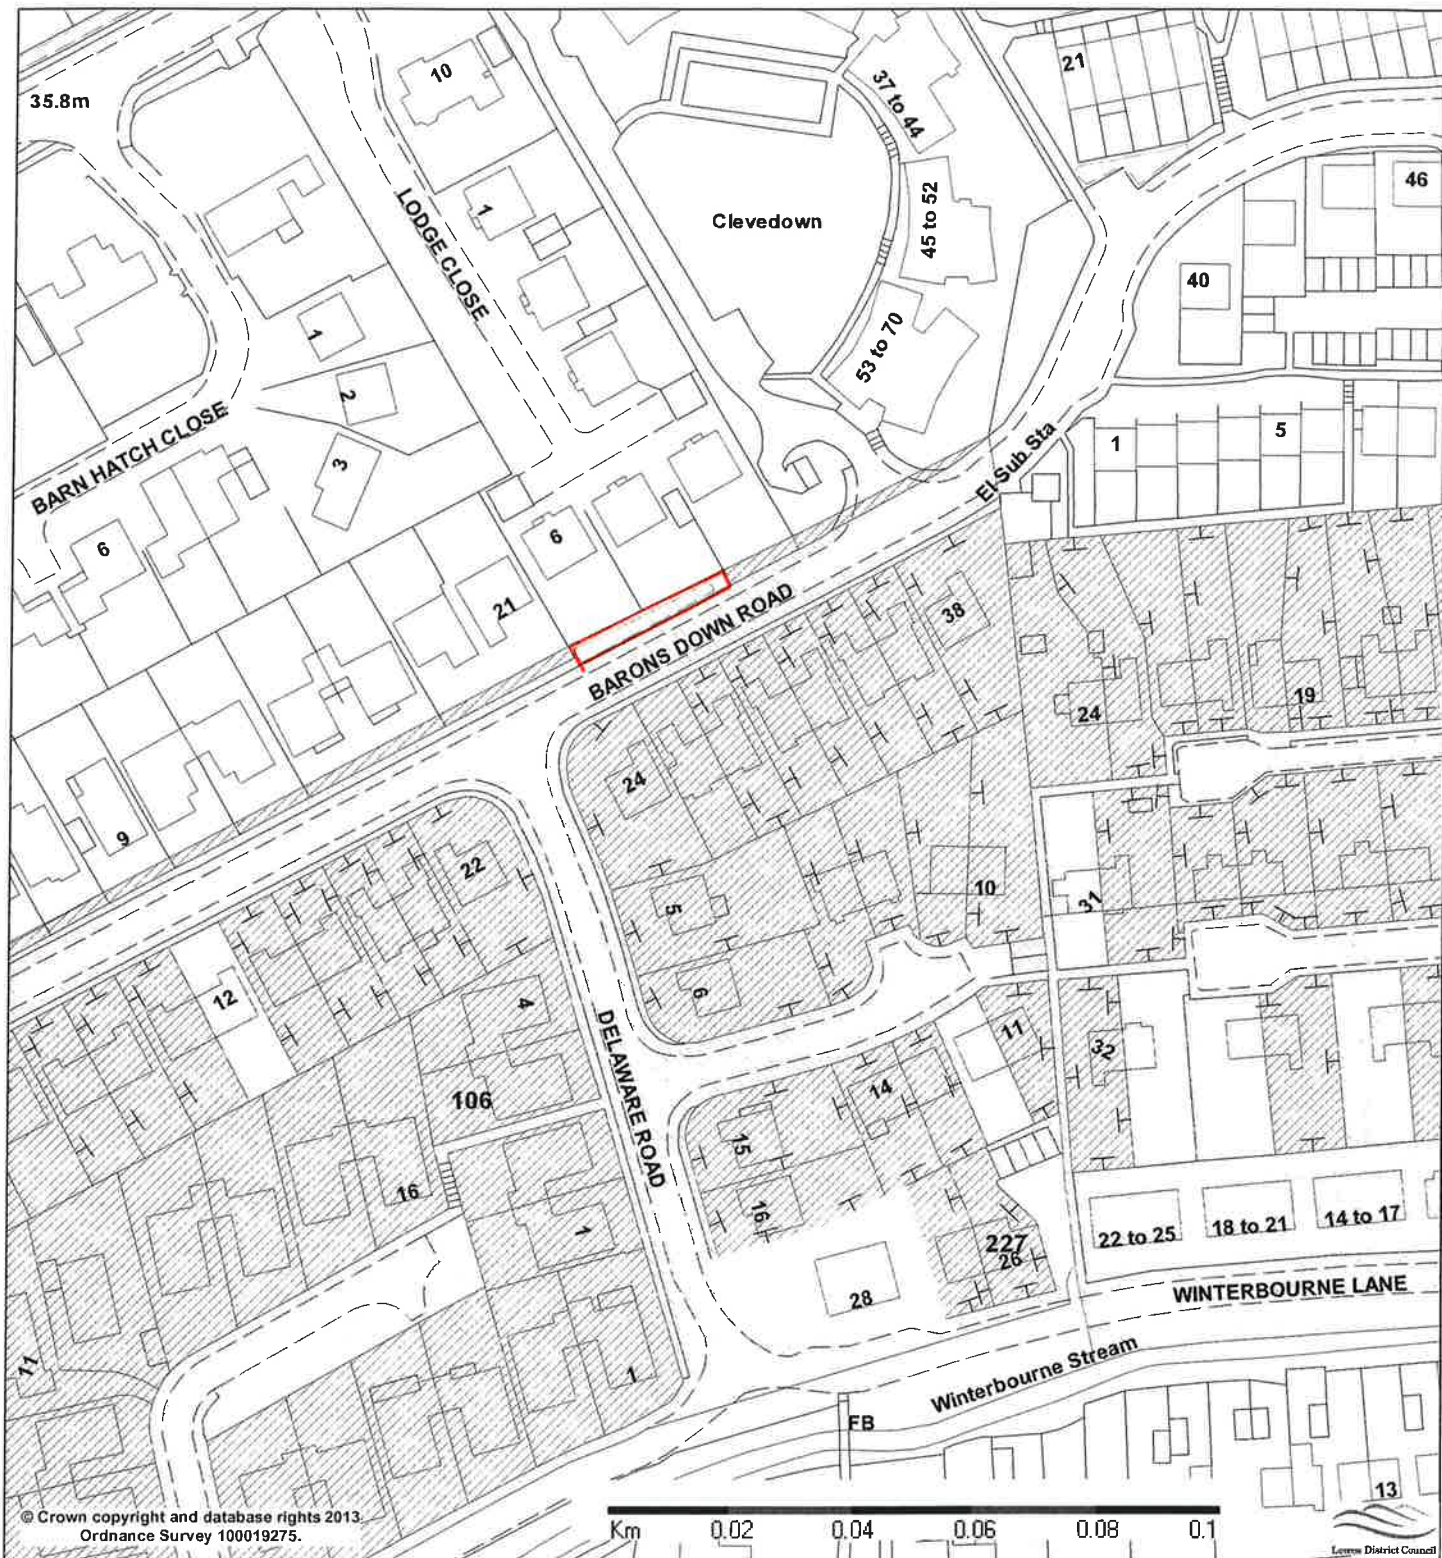 35.8m
10
37 to 44
21
46
1
LODGE CLOSE
Clevedown
45 to 52
40
1
2
53 to 70
BARN HATCH CLOSE
3
6
6
21
El Sub Sta
1
5
BARONS DOWN ROAD
38
24
19
24
9
22
5
10
31
12
4
6
11
32
106
DELAWARE ROAD
14
15
16
16
1
227
26
22 to 25
18 to 21
14 to 17
28
WINTERBOURNE LANE
11
1
Winterbourne Stream
FB
13
© Crown copyright and database rights 2013
Ordnance Survey 100019275.
Km 0.02 0.04 0.06 0.08 0.1
Lewes District Council